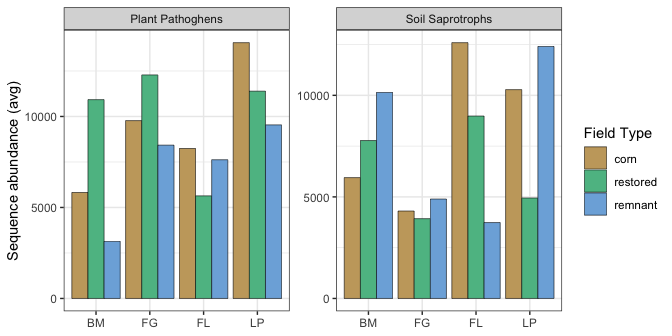 Plant Pathoghens
Soil Saprotrophs
Sequence abundance (avg)
10000
5000
0
10000
5000
0
BM FG FL LP
BM FG FL LP
Field Type
corn
restored
remnant